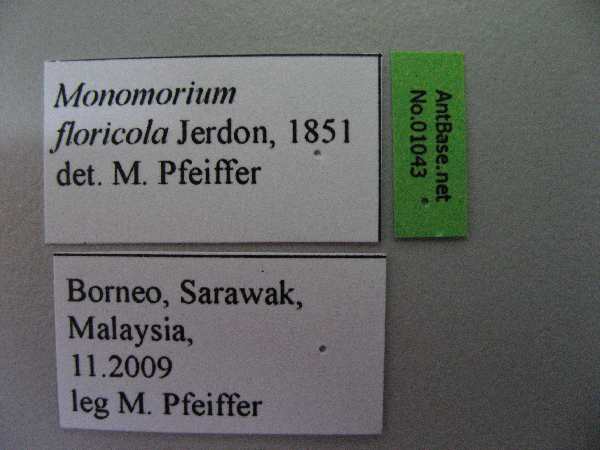 Monomorium
floricola Jerdon, 1851
det. M. Pfeiffer
AntBase.net
No.01043
Borneo, Sarawak,
Malaysia,
11.2009
leg M. Pfeiffer